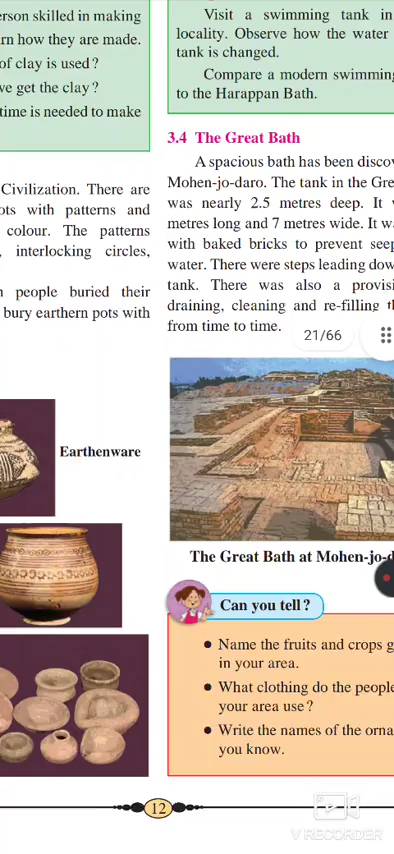 erson skilled in making
rn how they are made.
of clay is used?
ve get the clay?
time is needed to make
Civilization. There are
ots with patterns and
colour. The patterns
, interlocking circles,
n people buried their
bury earthern pots with
Earthenware
Visit a swimming tank in
locality. Observe how the water
tank is changed.
Compare a modern swimming
to the Harappan Bath.
3.4 The Great Bath
A spacious bath has been discov
Mohen-jo-daro. The tank in the Gre
was nearly 2.5 metres deep. It w
metres long and 7 metres wide. It wa
with baked bricks to prevent seep
water. There were steps leading dow
tank. There was also a provisi
draining, cleaning and re-filling th
from time to time.
21/66
The Great Bath at Mohen-jo-d
Can you tell?
• Name the fruits and crops g
in your area.
• What clothing do the people
your area use?
• Write the names of the orna
you know.
12
V RECORDER